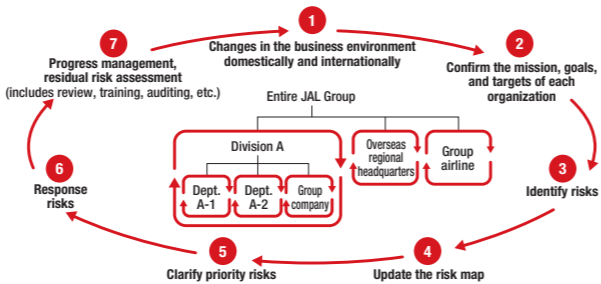 1
Changes in the business environment
domestically and internationally
2
Confirm the mission, goals,
and targets of each
organization
3
Identify risks
4
Update the risk map
5
Clarify priority risks
6
Response
risks
7
Progress management,
residual risk assessment
(includes review, training, auditing, etc.)
Entire JAL Group
Division A
Dept.
A-1
Dept.
A-2
Group
company
Overseas
regional
headquarters
Group
airline